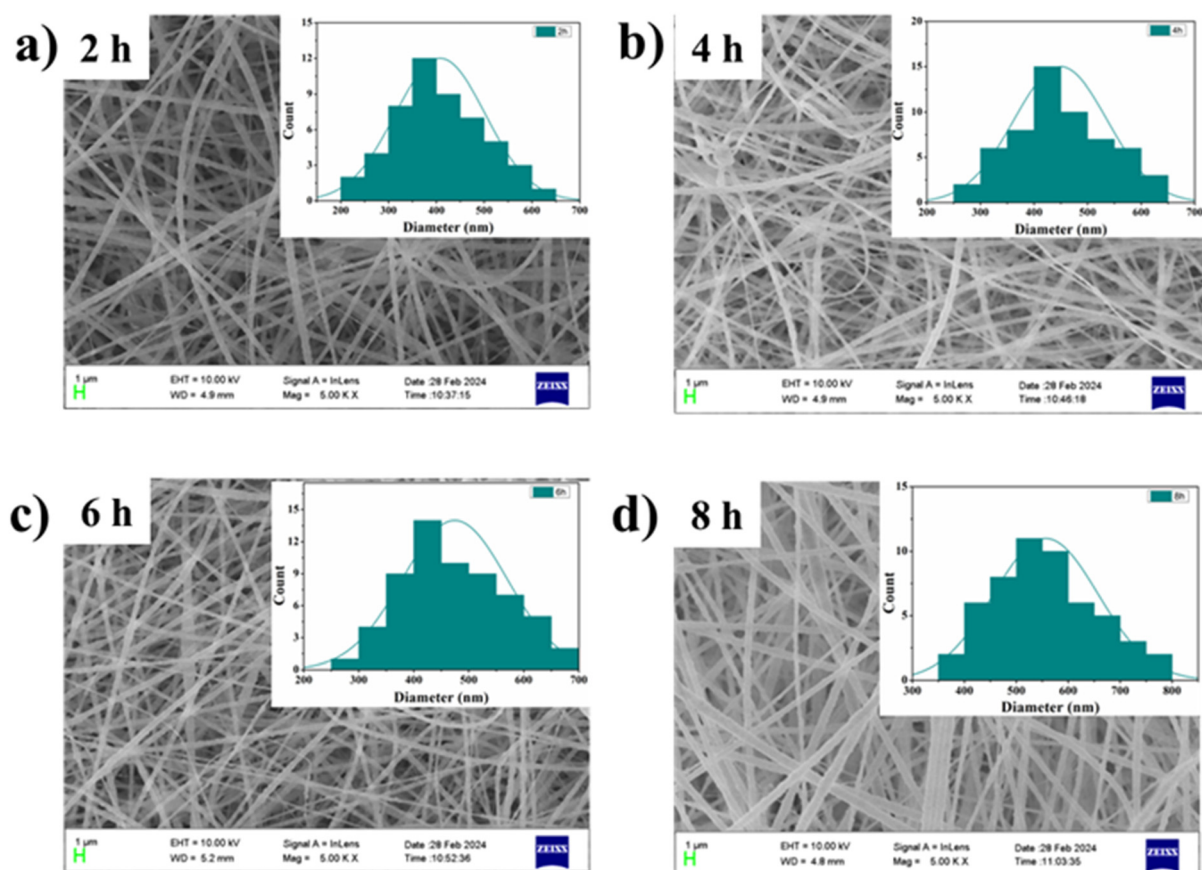 a) 2 h
2h
Count
15
12
9
6
3
0
200 300 400 500 600 700
Diameter (nm)
1 μm
EHT = 10.00 kV Signal A = InLens Date :28 Feb 2024
WD = 4.9 mm Mag = 5.00 K X Time :10:37:15
ZEISS
b) 4 h
4h
Count
20
15
10
5
0
200 300 400 500 600 700
Diameter (nm)
1 μm
EHT = 10.00 kV Signal A = InLens Date :28 Feb 2024
WD = 4.9 mm Mag = 5.00 K X Time :10:46:18
ZEISS
c) 6 h
6h
Count
15
12
9
6
3
0
200 300 400 500 600 700
Diameter (nm)
1 μm
EHT = 10.00 kV Signal A = InLens Date :28 Feb 2024
WD = 5.2 mm Mag = 5.00 K X Time :10:52:36
ZEISS
d) 8 h
8h
Count
15
10
5
0
300 400 500 600 700 800
Diameter (nm)
1 μm
EHT = 10.00 kV Signal A = InLens Date :28 Feb 2024
WD = 4.8 mm Mag = 5.00 K X Time :11:03:35
ZEISS